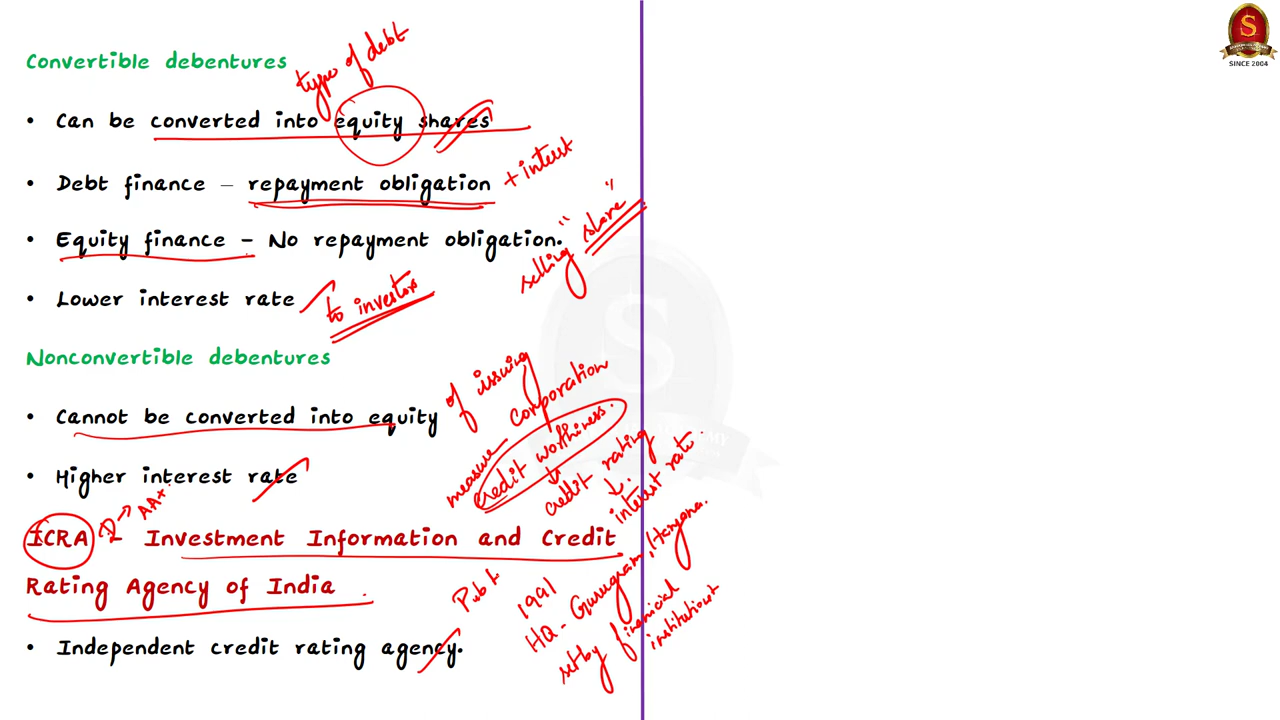 SINCE 2004
Convertible debentures
type of debt
• Can be converted into equity shares
• Debt finance – repayment obligation
+ interest
• Equity finance – No repayment obligation.
selling "share"
• Lower interest rate
to investors
Nonconvertible debentures
of issuing
corporation
• Cannot be converted into equity
measure credit worthiness.
credit rating
interest rate.
• Higher interest rate
AA+
ICRA – Investment Information and Credit
Rating Agency of India
1991
HQ - Gurugram, Haryana.
set by financial
institutions
• Independent credit rating agency.